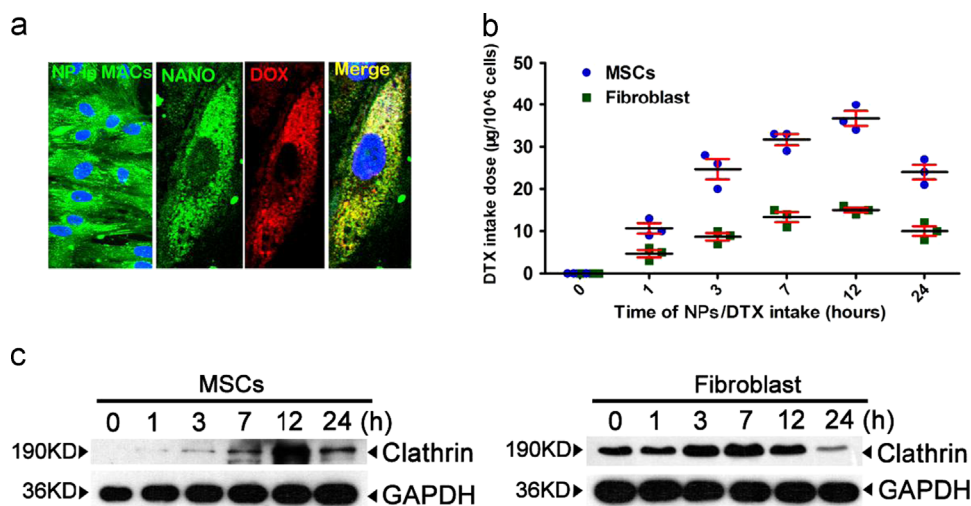 a
NP-in MACs NANO DOX Merge
b
DTX intake dose (μg/10^6 cells)
50
40
30
20
10
0
MSCs
Fibroblast
0 1 3 7 12 24
Time of NPs/DTX intake (hours)
c
MSCs
0 1 3 7 12 24 (h)
190KD Clathrin
36KD GAPDH
Fibroblast
0 1 3 7 12 24 (h)
190KD Clathrin
36KD GAPDH